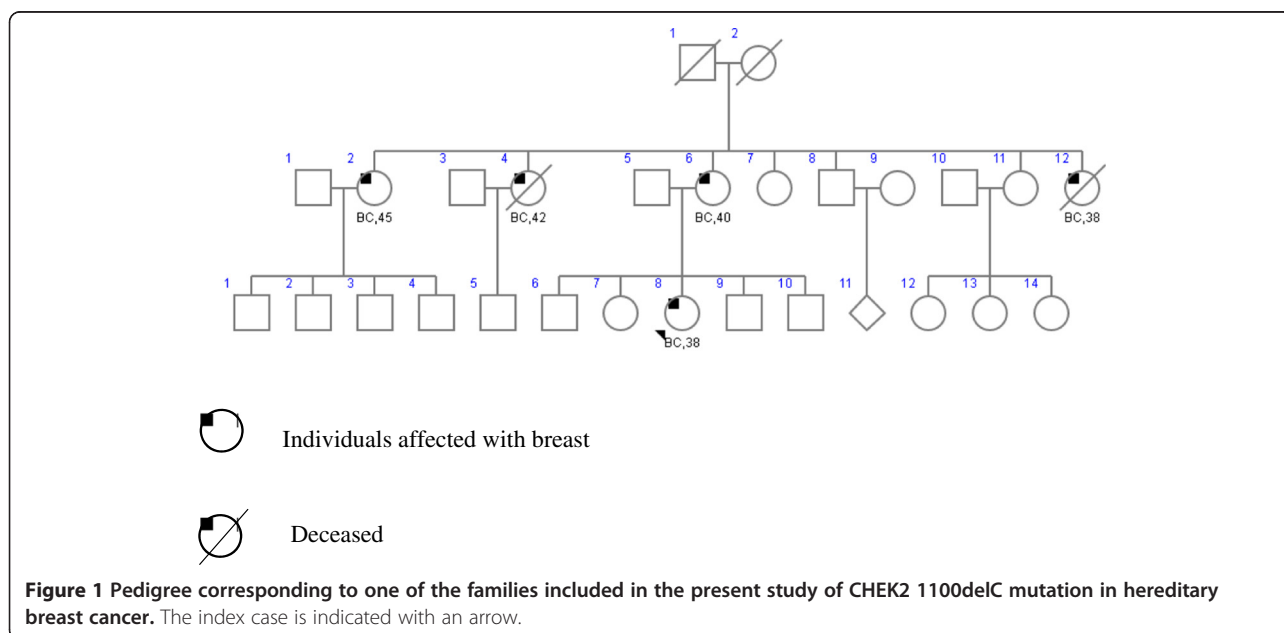 1 2
1 2 3 4 5 6 7 8 9 10 11 12
BC,45 BC,42 BC,40 BC,38
1 2 3 4 5 6 7 8 9 10 11 12 13 14
BC,38
Individuals affected with breast
Deceased
Figure 1 Pedigree corresponding to one of the families included in the present study of CHEK2 1100delC mutation in hereditary
breast cancer. The index case is indicated with an arrow.